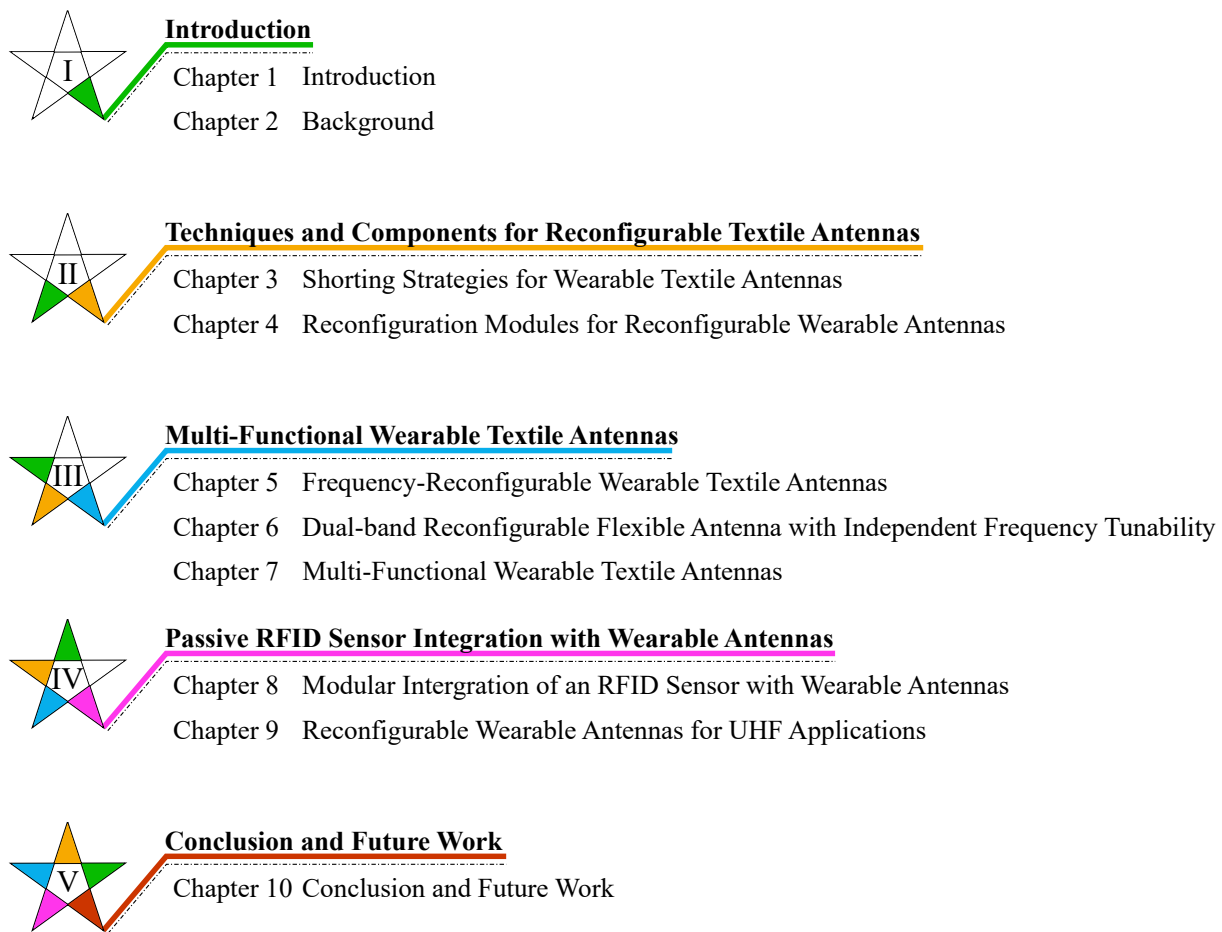 I
Introduction
Chapter 1 Introduction
Chapter 2 Background
II
Techniques and Components for Reconfigurable Textile Antennas
Chapter 3 Shorting Strategies for Wearable Textile Antennas
Chapter 4 Reconfiguration Modules for Reconfigurable Wearable Antennas
III
Multi-Functional Wearable Textile Antennas
Chapter 5 Frequency-Reconfigurable Wearable Textile Antennas
Chapter 6 Dual-band Reconfigurable Flexible Antenna with Independent Frequency Tunability
Chapter 7 Multi-Functional Wearable Textile Antennas
IV
Passive RFID Sensor Integration with Wearable Antennas
Chapter 8 Modular Intergration of an RFID Sensor with Wearable Antennas
Chapter 9 Reconfigurable Wearable Antennas for UHF Applications
V
Conclusion and Future Work
Chapter 10 Conclusion and Future Work